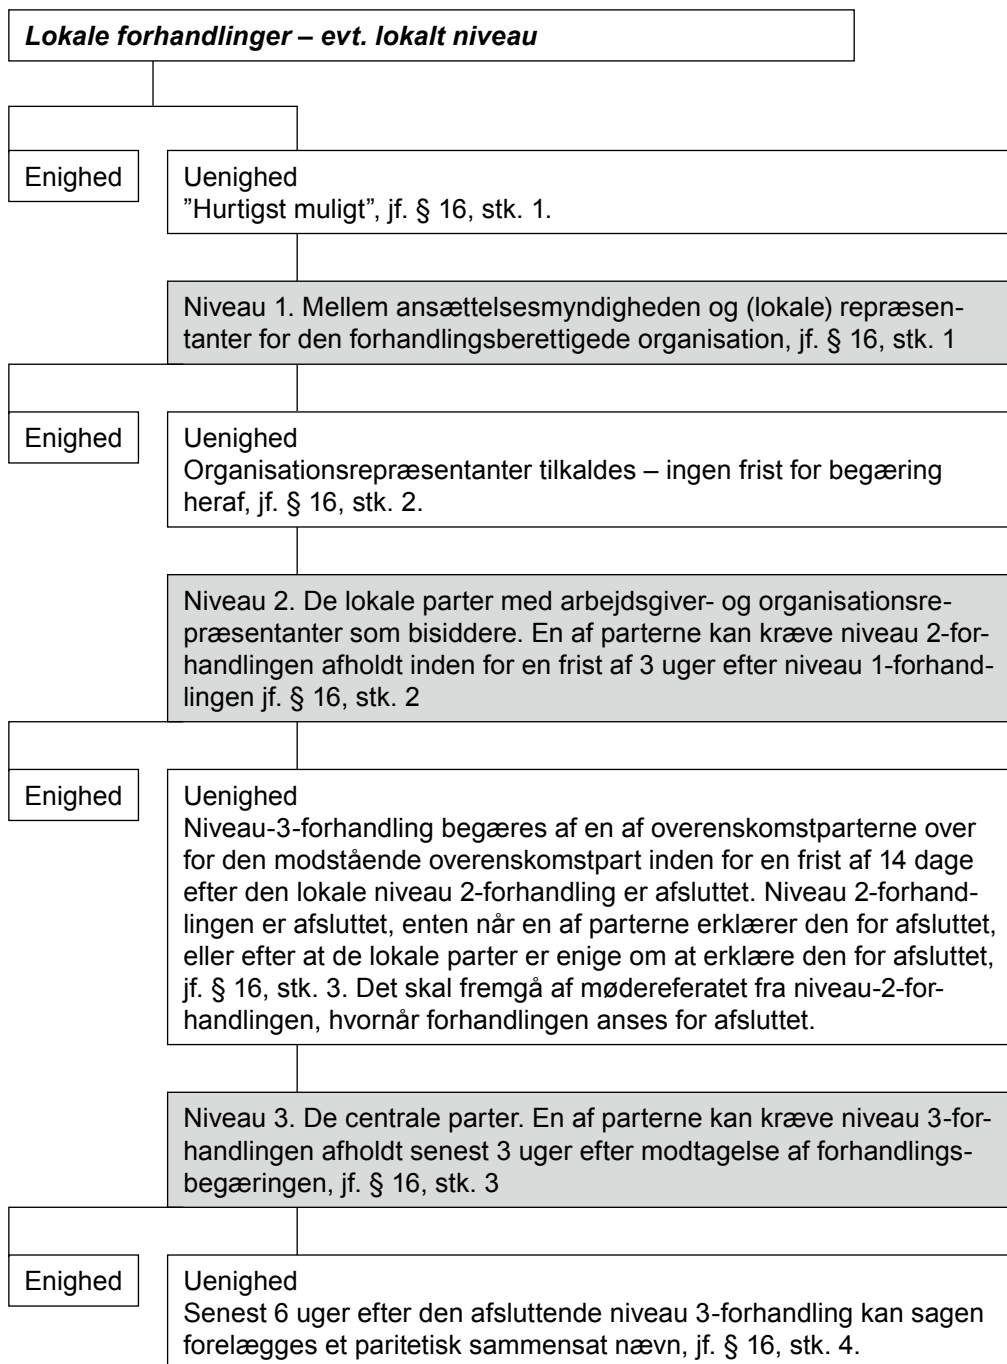 Lokale forhandlinger – evt. lokalt niveau
Enighed
Uenighed
”Hurtigst muligt”, jf. § 16, stk. 1.
Niveau 1. Mellem ansættelsesmyndigheden og (lokale) repræsen-
tanter for den forhandlingsberettigede organisation, jf. § 16, stk. 1
Enighed
Uenighed
Organisationsrepræsentanter tilkaldes – ingen frist for begæring
heraf, jf. § 16, stk. 2.
Niveau 2. De lokale parter med arbejdsgiver- og organisationsre-
præsentanter som bisiddere. En af parterne kan kræve niveau 2-for-
handlingen afholdt inden for en frist af 3 uger efter niveau 1-forhand-
lingen jf. § 16, stk. 2
Enighed
Uenighed
Niveau-3-forhandling begæres af en af overenskomstparterne over
for den modstående overenskomstpart inden for en frist af 14 dage
efter den lokale niveau 2-forhandling er afsluttet. Niveau 2-forhand-
lingen er afsluttet, enten når en af parterne erklærer den for afsluttet,
eller efter at de lokale parter er enige om at erklære den for afsluttet,
jf. § 16, stk. 3. Det skal fremgå af mødereferatet fra niveau-2-for-
handlingen, hvornår forhandlingen anses for afsluttet.
Niveau 3. De centrale parter. En af parterne kan kræve niveau 3-for-
handlingen afholdt senest 3 uger efter modtagelse af forhandlings-
begæringen, jf. § 16, stk. 3
Enighed
Uenighed
Senest 6 uger efter den afsluttende niveau 3-forhandling kan sagen
forelægges et paritetisk sammensat nævn, jf. § 16, stk. 4.